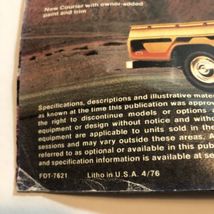 New Courier with owner-added
paint and trim
Specifications, descriptions and illustrative mater
as known at the time this publication was approv
the right to discontinue models or options a
equipment or design without notice and witho
equipment are applicable to units sold in the
sessions and may vary outside these areas. A
referred to as optional or available in this publi
and specification information is available at se
FDT-7621 Litho in U.S.A. 4/76